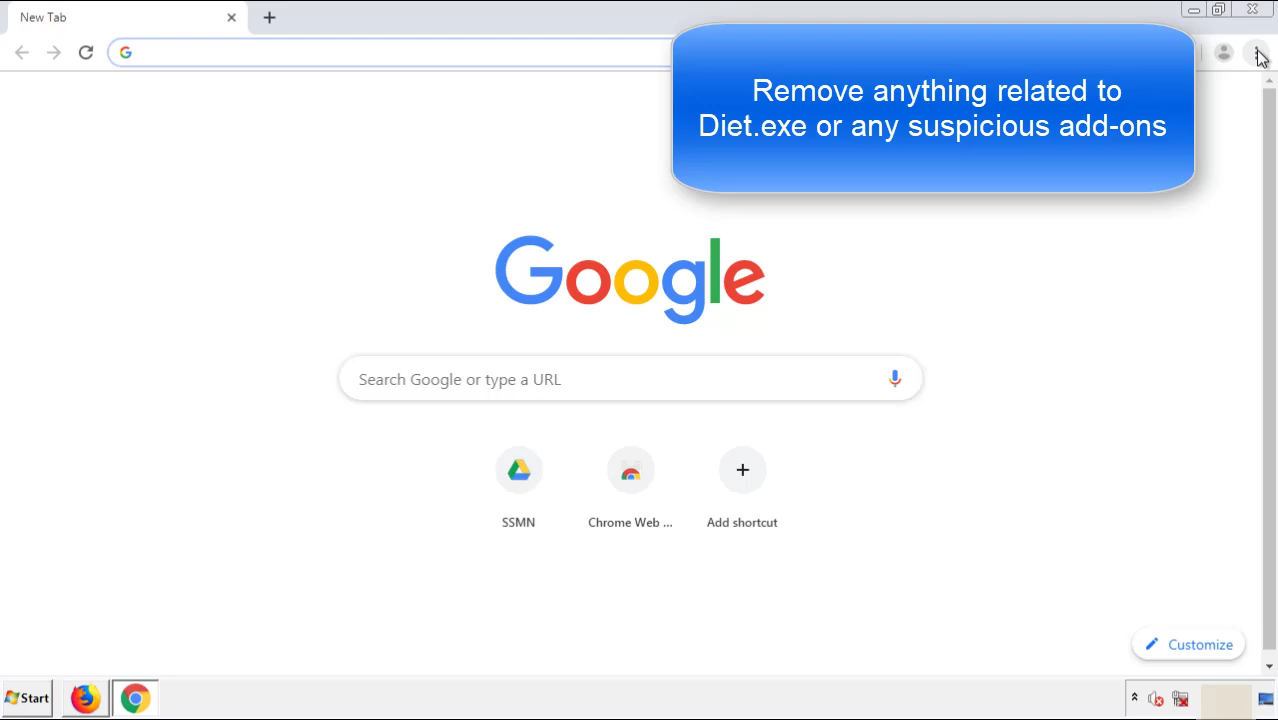 New Tab
Remove anything related to
Diet.exe or any suspicious add-ons
Google
Search Google or type a URL
SSMN
Chrome Web ...
Add shortcut
Customize
Start